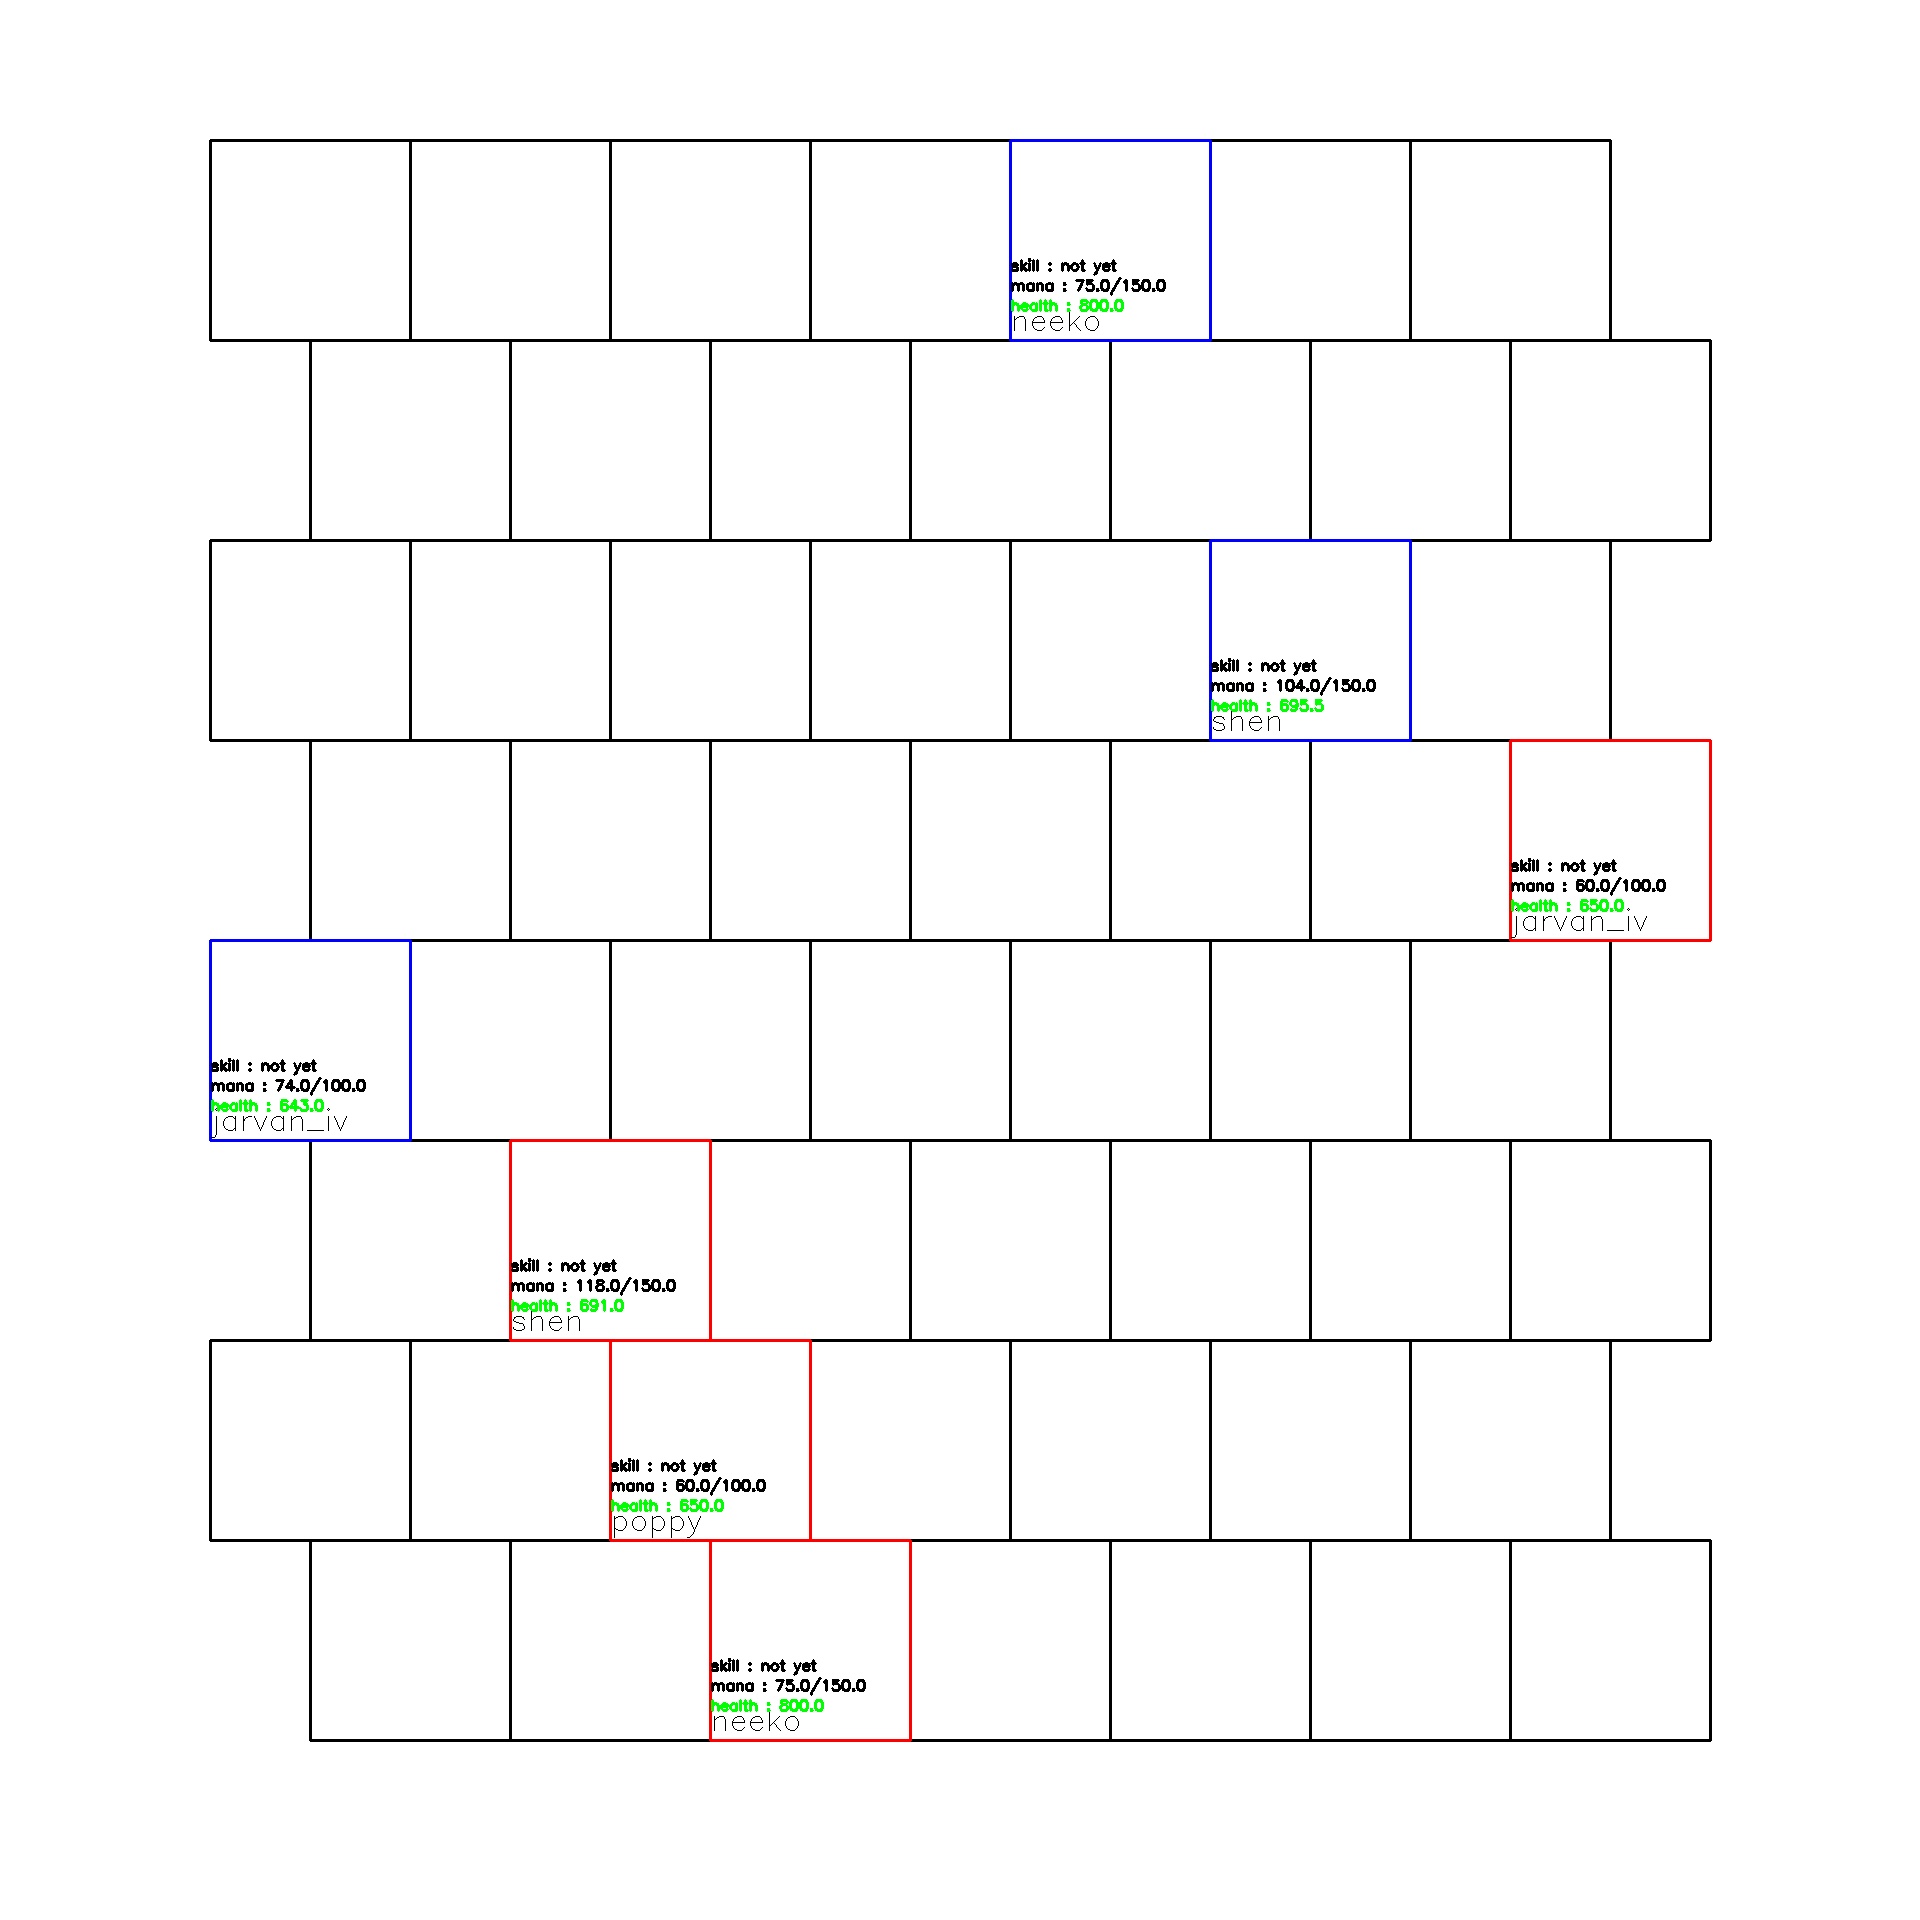 skill : not yet
mana : 75.0/150.0
health : 800.0
neeko
skill : not yet
mana : 104.0/150.0
health : 695.5
shen
skill : not yet
mana : 60.0/100.0
health : 650.0
jarvan_iv
skill : not yet
mana : 74.0/100.0
health : 643.0
jarvan_iv
skill : not yet
mana : 118.0/150.0
health : 691.0
shen
skill : not yet
mana : 60.0/100.0
health : 650.0
poppy
skill : not yet
mana : 75.0/150.0
health : 800.0
neeko